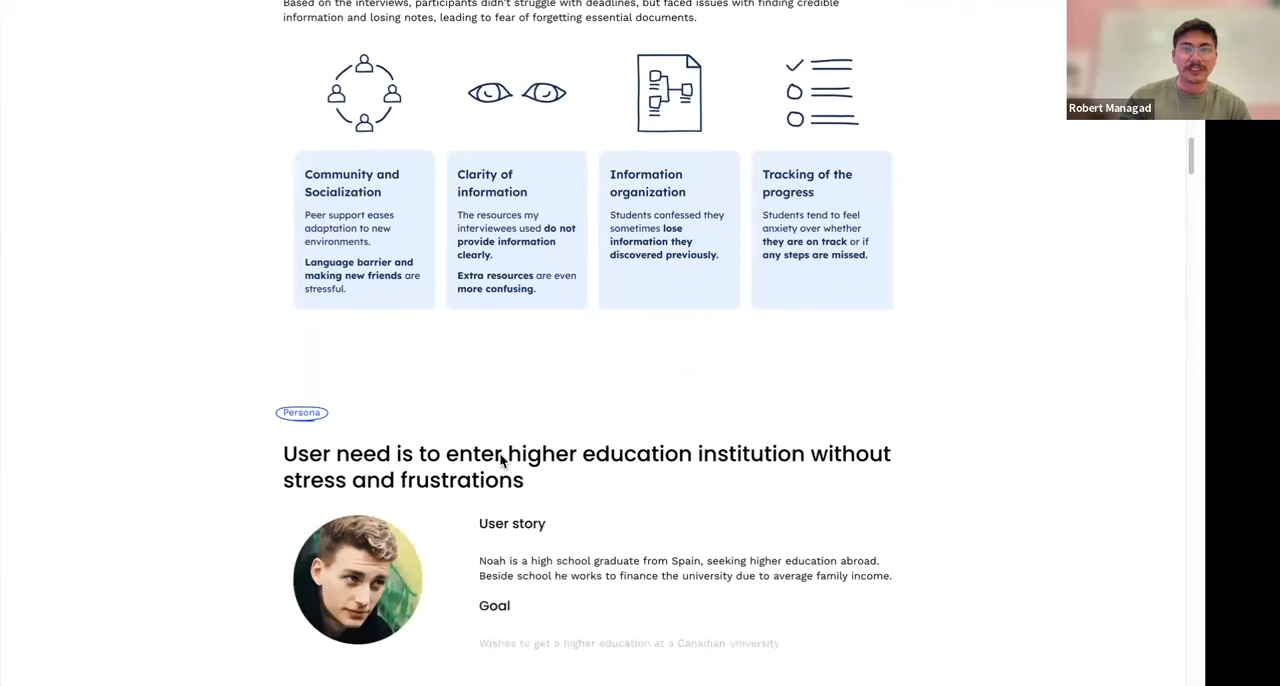 Based on the interviews, participants didn't struggle with deadlines, but faced issues with finding credible
information and losing notes, leading to fear of forgetting essential documents.
Robert Managad
Community and
Socialization
Peer support eases
adaptation to new
environments.
Language barrier and
making new friends are
stressful.
Clarity of
information
The resources my
interviewees used do not
provide information
clearly.
Extra resources are even
more confusing.
Information
organization
Students confessed they
sometimes lose
information they
discovered previously.
Tracking of the
progress
Students tend to feel
anxiety over whether
they are on track or if
any steps are missed.
Persona
User need is to enter higher education institution without
stress and frustrations
User story
Noah is a high school graduate from Spain, seeking higher education abroad.
Beside school he works to finance the university due to average family income.
Goal
Wishes to get a higher education at a Canadian university